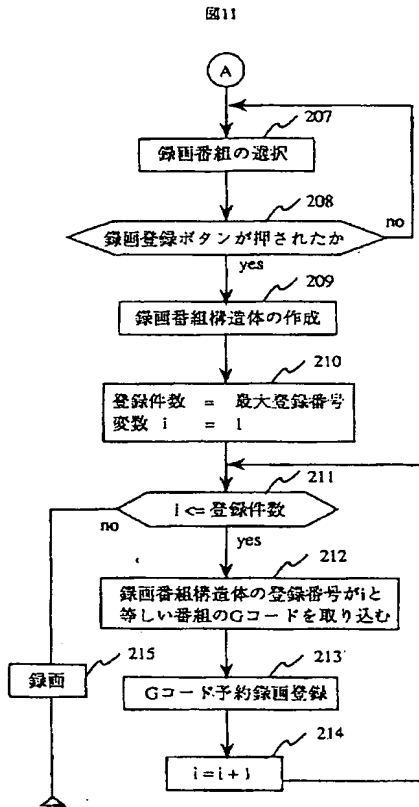 図11
A
207
録画番組の選択
208
録画登録ボタンが押されたか
no
yes
209
録画番組構造体の作成
210
登録件数 = 最大登録番号
変数 i = 1
211
i <= 登録件数
no
yes
212
録画番組構造体の登録番号がiと
等しい番組のGコードを取り込む
213
Gコード予約録画登録
215
録画
214
i = i + 1